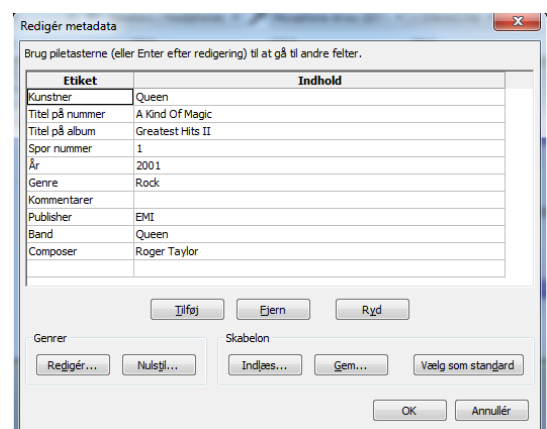 Redigér metadata
Brug piletasterne (eller Enter efter redigering) til at gå til andre felter.
Etiket Indhold
Kunstner Queen
Titel på nummer A Kind Of Magic
Titel på album Greatest Hits II
Spor nummer 1
År 2001
Genre Rock
Kommentarer
Publisher EMI
Band Queen
Composer Roger Taylor
Tilføj Fjern Ryd
Genrer Skabelon
Redigér... Nulstil... Indlæs... Gem... Vælg som standard
OK Annullér